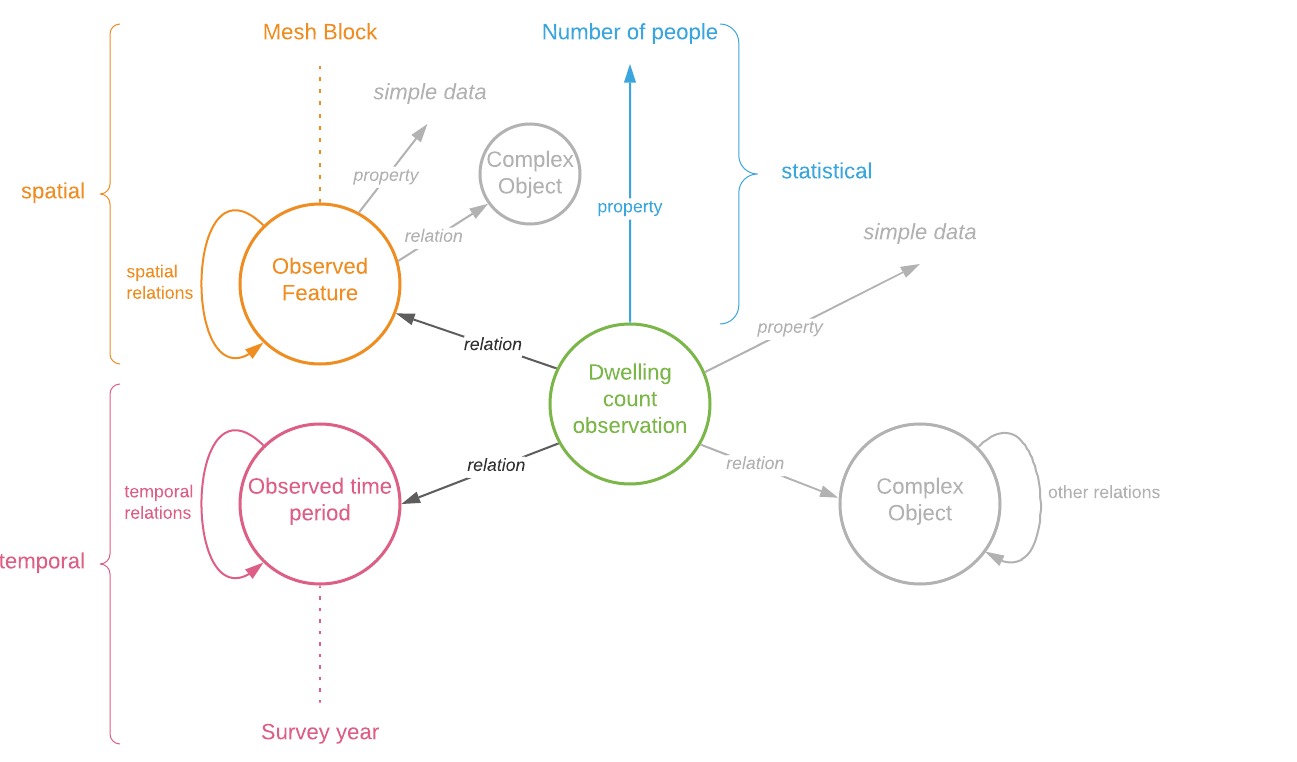 Mesh Block
Number of people
simple data
Complex
Object
property
statistical
spatial
property
relation
simple data
Observed
Feature
spatial
relations
property
relation
Dwelling
count
observation
relation
relation
Observed time
period
temporal
relations
Complex
Object
other relations
temporal
Survey year